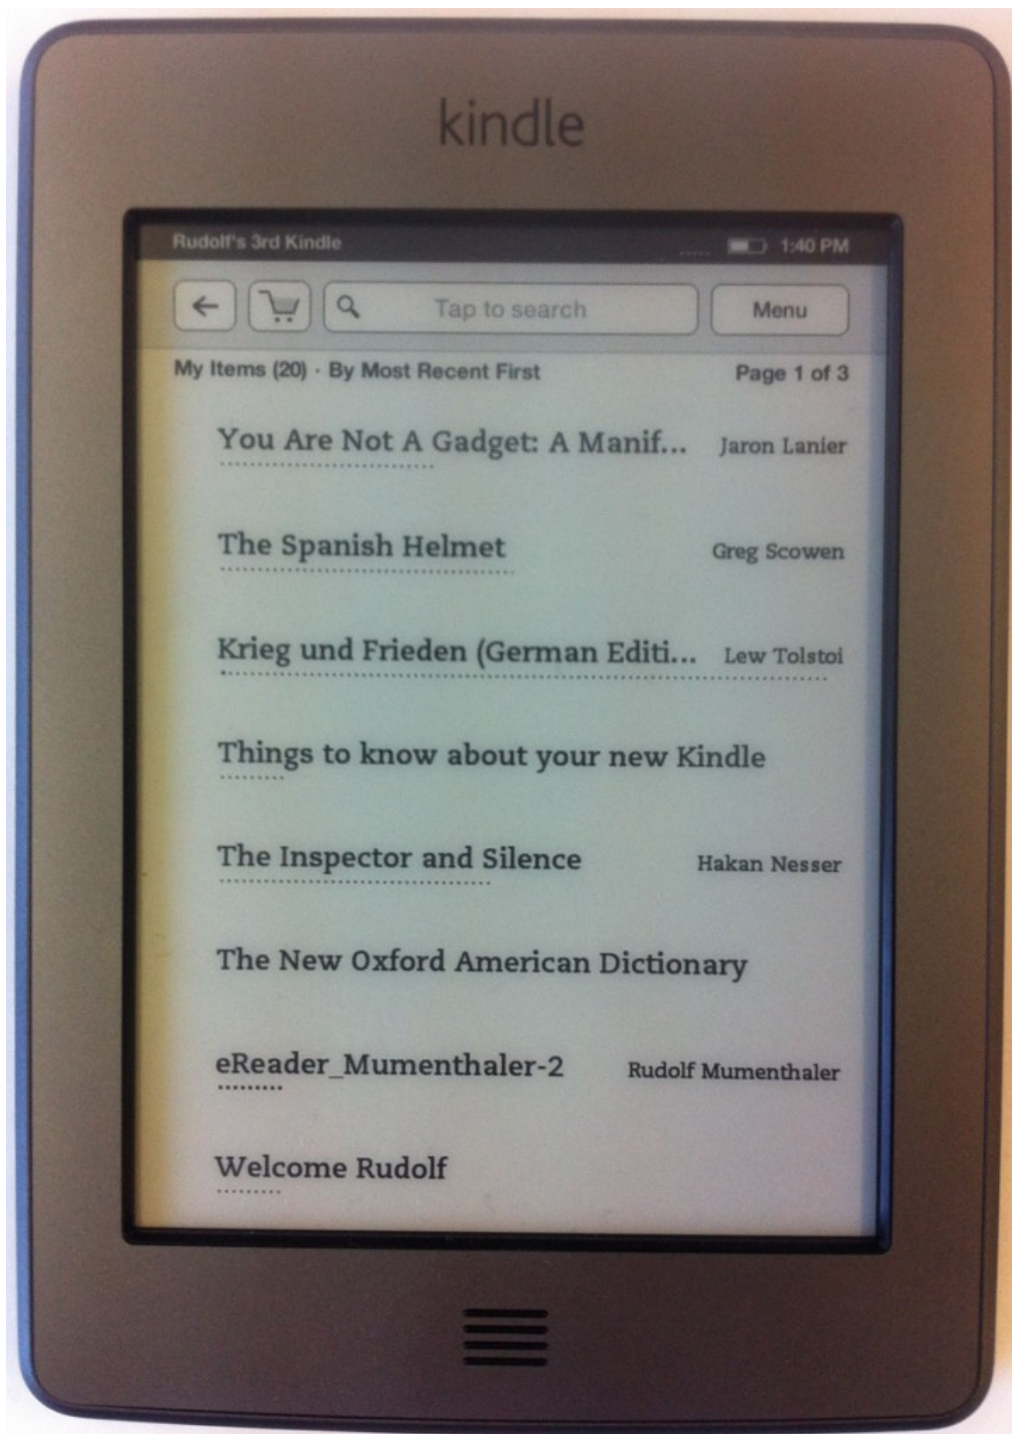 kindle
Rudolf's 3rd Kindle 1:40 PM
Tap to search Menu
My Items (20) · By Most Recent First Page 1 of 3
You Are Not A Gadget: A Manif... Jaron Lanier
The Spanish Helmet Greg Scowen
Krieg und Frieden (German Editi... Lew Tolstoi
Things to know about your new Kindle
The Inspector and Silence Hakan Nesser
The New Oxford American Dictionary
eReader_Mumenthaler-2 Rudolf Mumenthaler
Welcome Rudolf